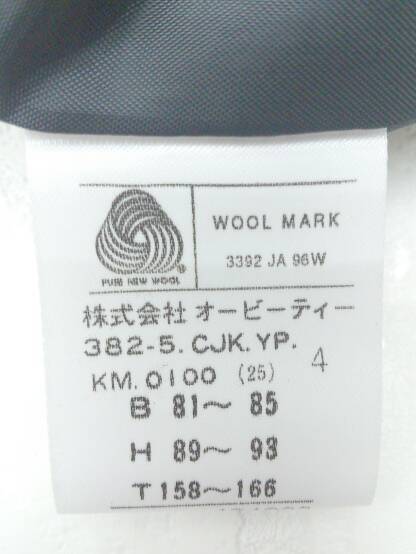 WOOL MARK
3392 JA 96W
PURE NEW WOOL
株式会社 オービーティー
382-5.CJK.YP.
KM.0100 (25) 4
B 81〜 85
H 89〜 93
T 158〜166